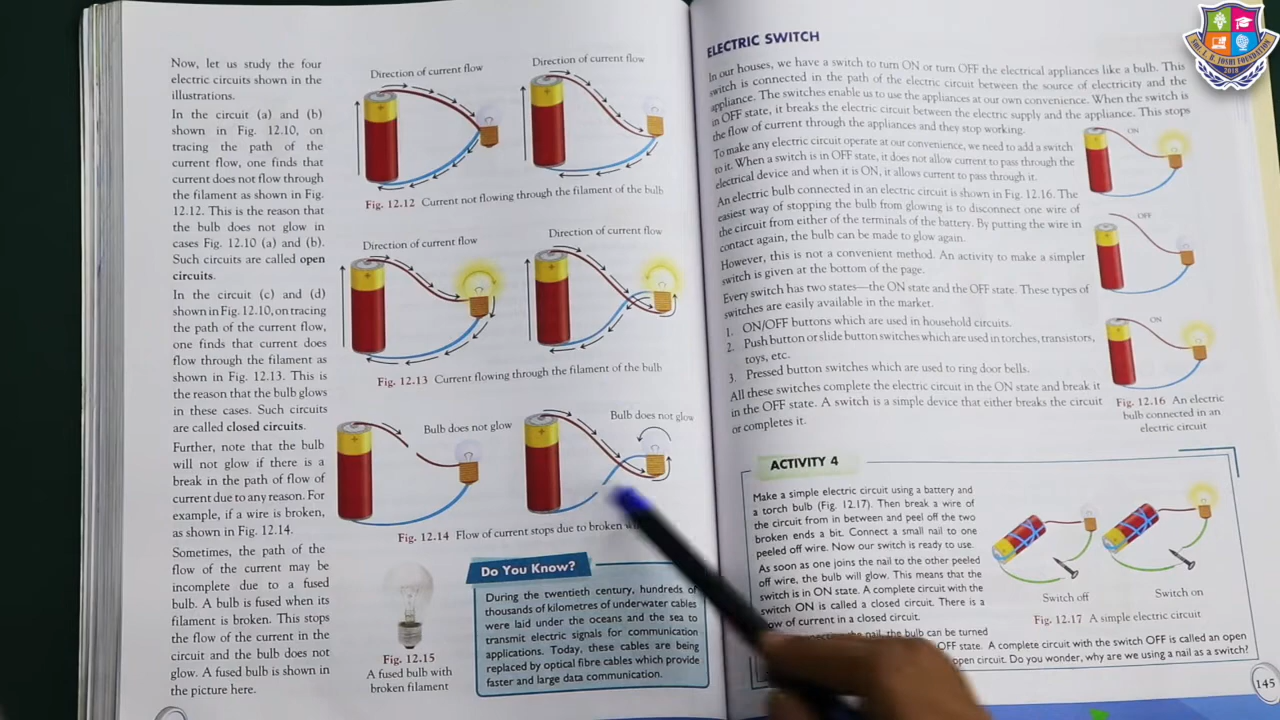 Now, let us study the four
electric circuits shown in the
illustrations.
In the circuit (a) and (b)
shown in Fig. 12.10, on
tracing the path of the
current flow, one finds that
current does not flow through
the filament as shown in Fig.
12.12. This is the reason that
the bulb does not glow in
cases Fig. 12.10 (a) and (b).
Such circuits are called open
circuits.
In the circuit (c) and (d)
shown in Fig. 12.10, on tracing
the path of the current flow,
one finds that current does
flow through the filament as
shown in Fig. 12.13. This is
the reason that the bulb glows
in these cases. Such circuits
are called closed circuits.
Further, note that the bulb
will not glow if there is a
break in the path of flow of
current due to any reason. For
example, if a wire is broken,
as shown in Fig. 12.14.
Sometimes, the path of the
flow of the current may be
incomplete due to a fused
bulb. A bulb is fused when its
filament is broken. This stops
the flow of the current in the
circuit and the bulb does not
glow. A fused bulb is shown in
the picture here.
Direction of current flow
Direction of current flow
Fig. 12.12 Current not flowing through the filament of the bulb
Direction of current flow
Direction of current flow
Fig. 12.13 Current flowing through the filament of the bulb
Bulb does not glow
Bulb does not glow
Fig. 12.14 Flow of current stops due to broken
Fig. 12.15
A fused bulb with
broken filament
Do You Know?
During the twentieth century, hundreds of
thousands of kilometres of underwater cables
were laid under the oceans and the sea to
transmit electric signals for communication
applications. Today, these cables are being
replaced by optical fibre cables which provide
faster and large data communication.
ELECTRIC SWITCH
In our houses, we have a switch to turn ON or turn OFF the electrical appliances like a bulb. This
switch is connected in the path of the electric circuit between the source of electricity and the
appliance. The switches enable us to use the appliances at our own convenience. When the switch is
in OFF state, it breaks the electric circuit between the electric supply and the appliance. This stops
the flow of current through the appliances and they stop working.
To make any electric circuit operate at our convenience, we need to add a switch
to it. When a switch is in OFF state, it does not allow current to pass through the
electrical device and when it is ON, it allows current to pass through it.
An electric bulb connected in an electric circuit is shown in Fig. 12.16. The
easiest way of stopping the bulb from glowing is to disconnect one wire of
the circuit from either of the terminals of the battery. By putting the wire in
contact again, the bulb can be made to glow again.
However, this is not a convenient method. An activity to make a simpler
switch is given at the bottom of the page.
Every switch has two states—the ON state and the OFF state. These types of
switches are easily available in the market.
1. ON/OFF buttons which are used in household circuits.
2. Push button or slide button switches which are used in torches, transistors,
toys, etc.
3. Pressed button switches which are used to ring door bells.
All these switches complete the electric circuit in the ON state and break it
in the OFF state. A switch is a simple device that either breaks the circuit
or completes it.
ON
OFF
ON
Fig. 12.16 An electric
bulb connected in an
electric circuit
ACTIVITY 4
Make a simple electric circuit using a battery and
a torch bulb (Fig. 12.17). Then break a wire of
the circuit from in between and peel off the two
broken ends a bit. Connect a small nail to one
peeled off wire. Now our switch is ready to use.
As soon as one joins the nail to the other peeled
off wire, the bulb will glow. This means that the
switch is in ON state. A complete circuit with the
switch ON is called a closed circuit. There is a
flow of current in a closed circuit.
the nail, the bulb can be turned
OFF state. A complete circuit with the switch OFF is called an open
open circuit. Do you wonder, why are we using a nail as a switch?
Switch off
Switch on
Fig. 12.17 A simple electric circuit
145
2018